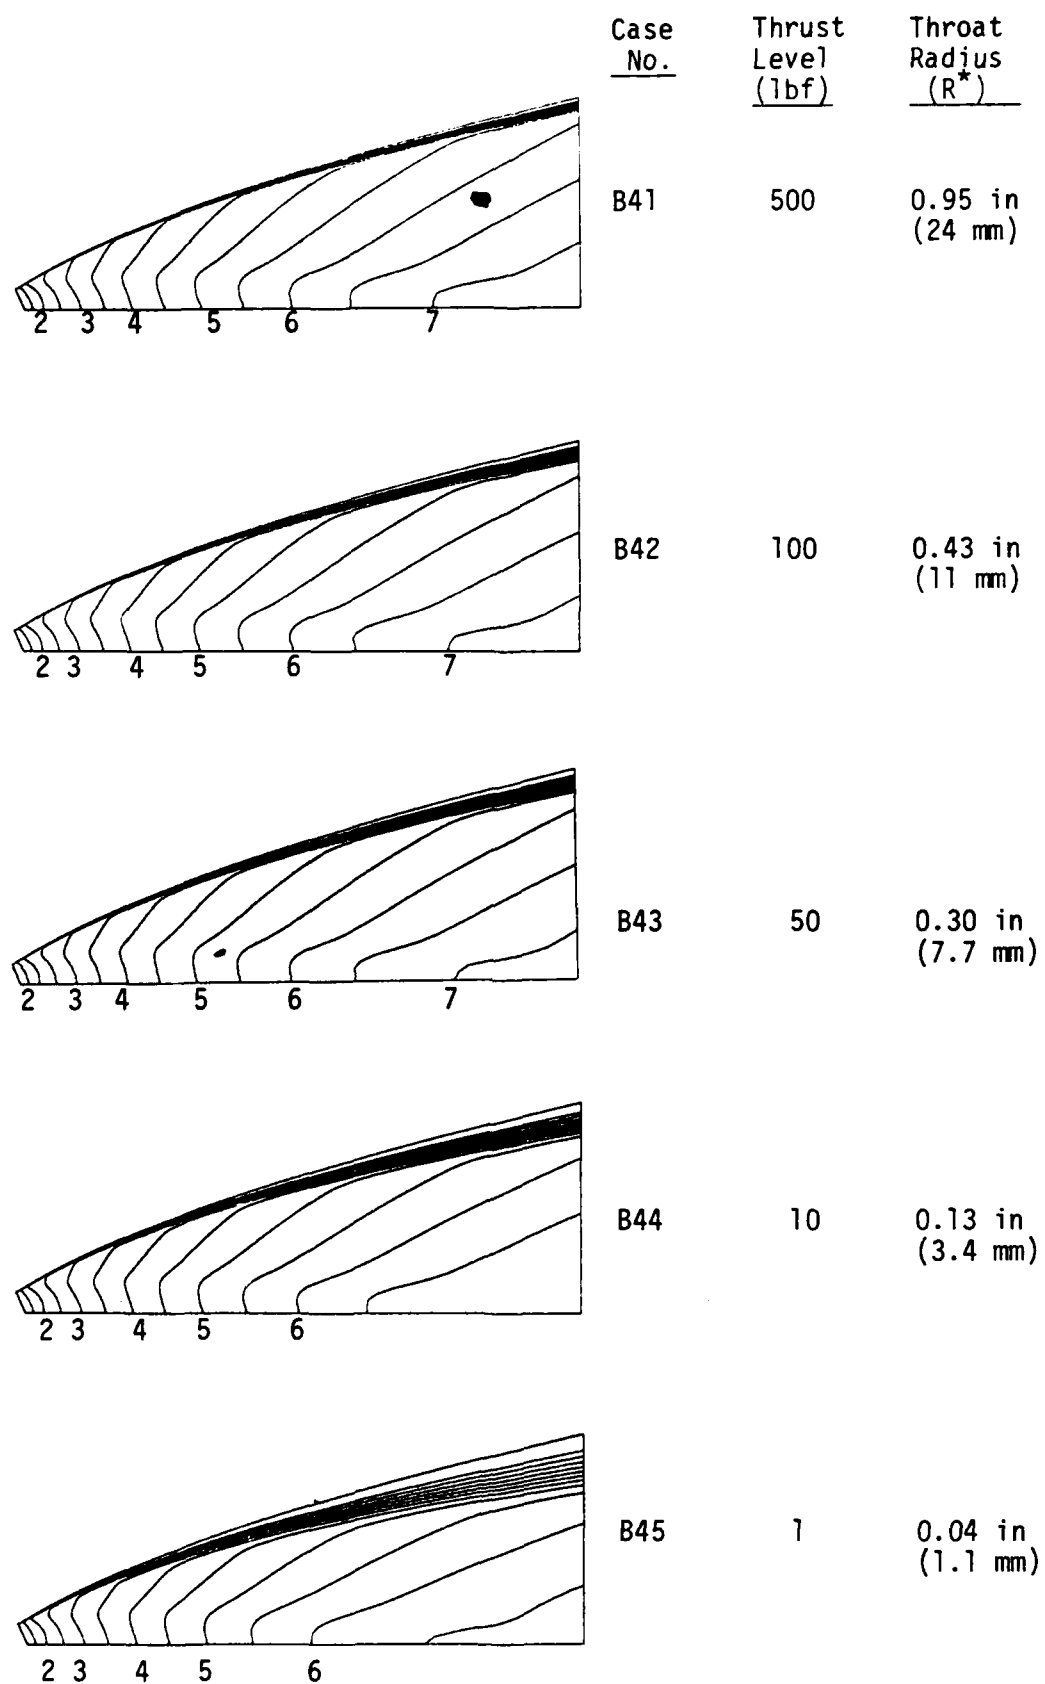 Case Thrust Throat
No. Level Radius
(lbf) (R*)
B41 500 0.95 in
(24 mm)
2 3 4 5 6 7
B42 100 0.43 in
(11 mm)
2 3 4 5 6 7
B43 50 0.30 in
(7.7 mm)
2 3 4 5 6 7
B44 10 0.13 in
(3.4 mm)
2 3 4 5 6
B45 1 0.04 in
(1.1 mm)
2 3 4 5 6